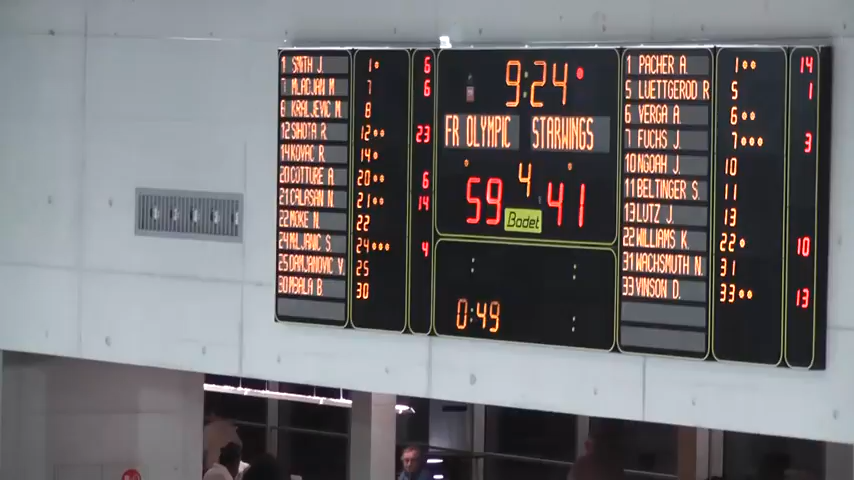 9:24
FR OLYMPIC STARWINGS
4
59 41
Bodet
0:49
1 SMITH J. 1 6
7 MLADJAN M 7 6
8 KRALJEVIC M. 8
12 SIHOTA R 12 23
14 KOVAC R 14
20 COTTURE A. 20 6
21 CALASAN N. 21 14
22 MOKE N. 22
24 MILJANIC S. 24 4
25 DAMJANOVIC V. 25
30 MBALA B. 30
1 PACHER A. 1 14
5 LUETTGEROD R 5 1
6 VERGA A. 6
7 FUCHS J. 7 3
10 NGOAH J. 10
11 BELTINGER S. 11
13 LUTZ J. 13
22 WILLIAMS K. 22 10
31 WACHSMUTH N. 31
33 VINSON D. 33 13